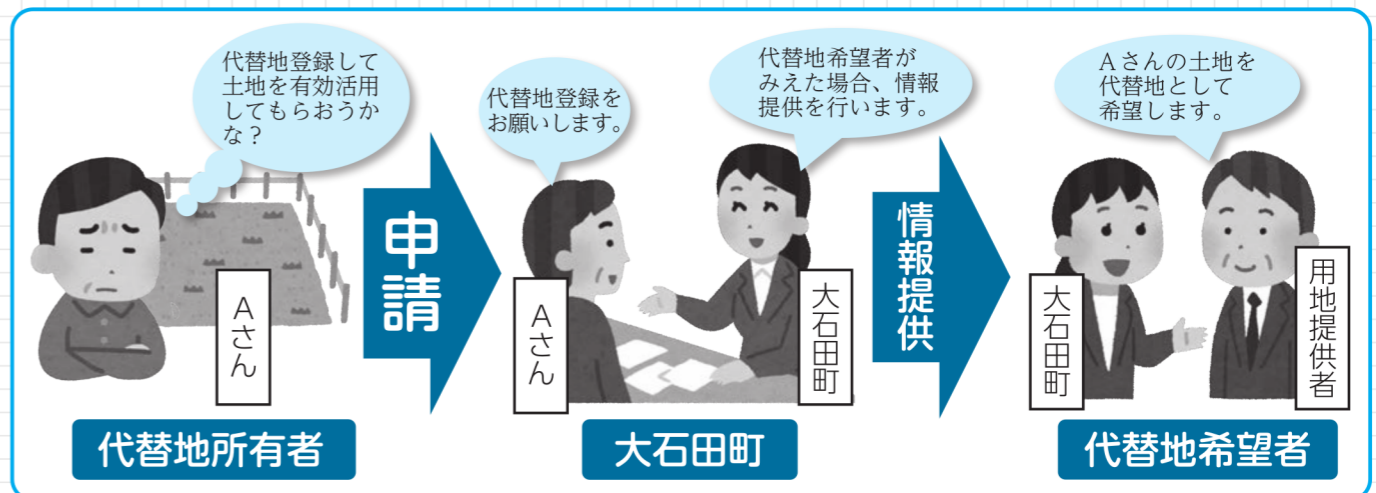 代替地登録して
土地を有効活用
してもらおうか
な？
Aさん
代替地所有者
申請
代替地登録を
お願いします。
代替地希望者が
みえた場合、情報
提供を行います。
Aさん
大石田町
大石田町
情報提供
Aさんの土地を
代替地として
希望します。
大石田町
用地提供者
代替地希望者